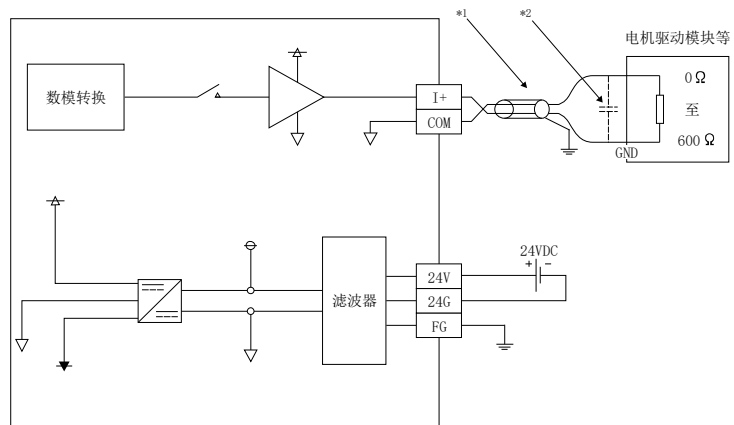 *1
*2
电机驱动模块等
数模转换
I+
COM
0Ω
至
600Ω
GND
24VDC
+ −
滤波器
24V
24G
FG